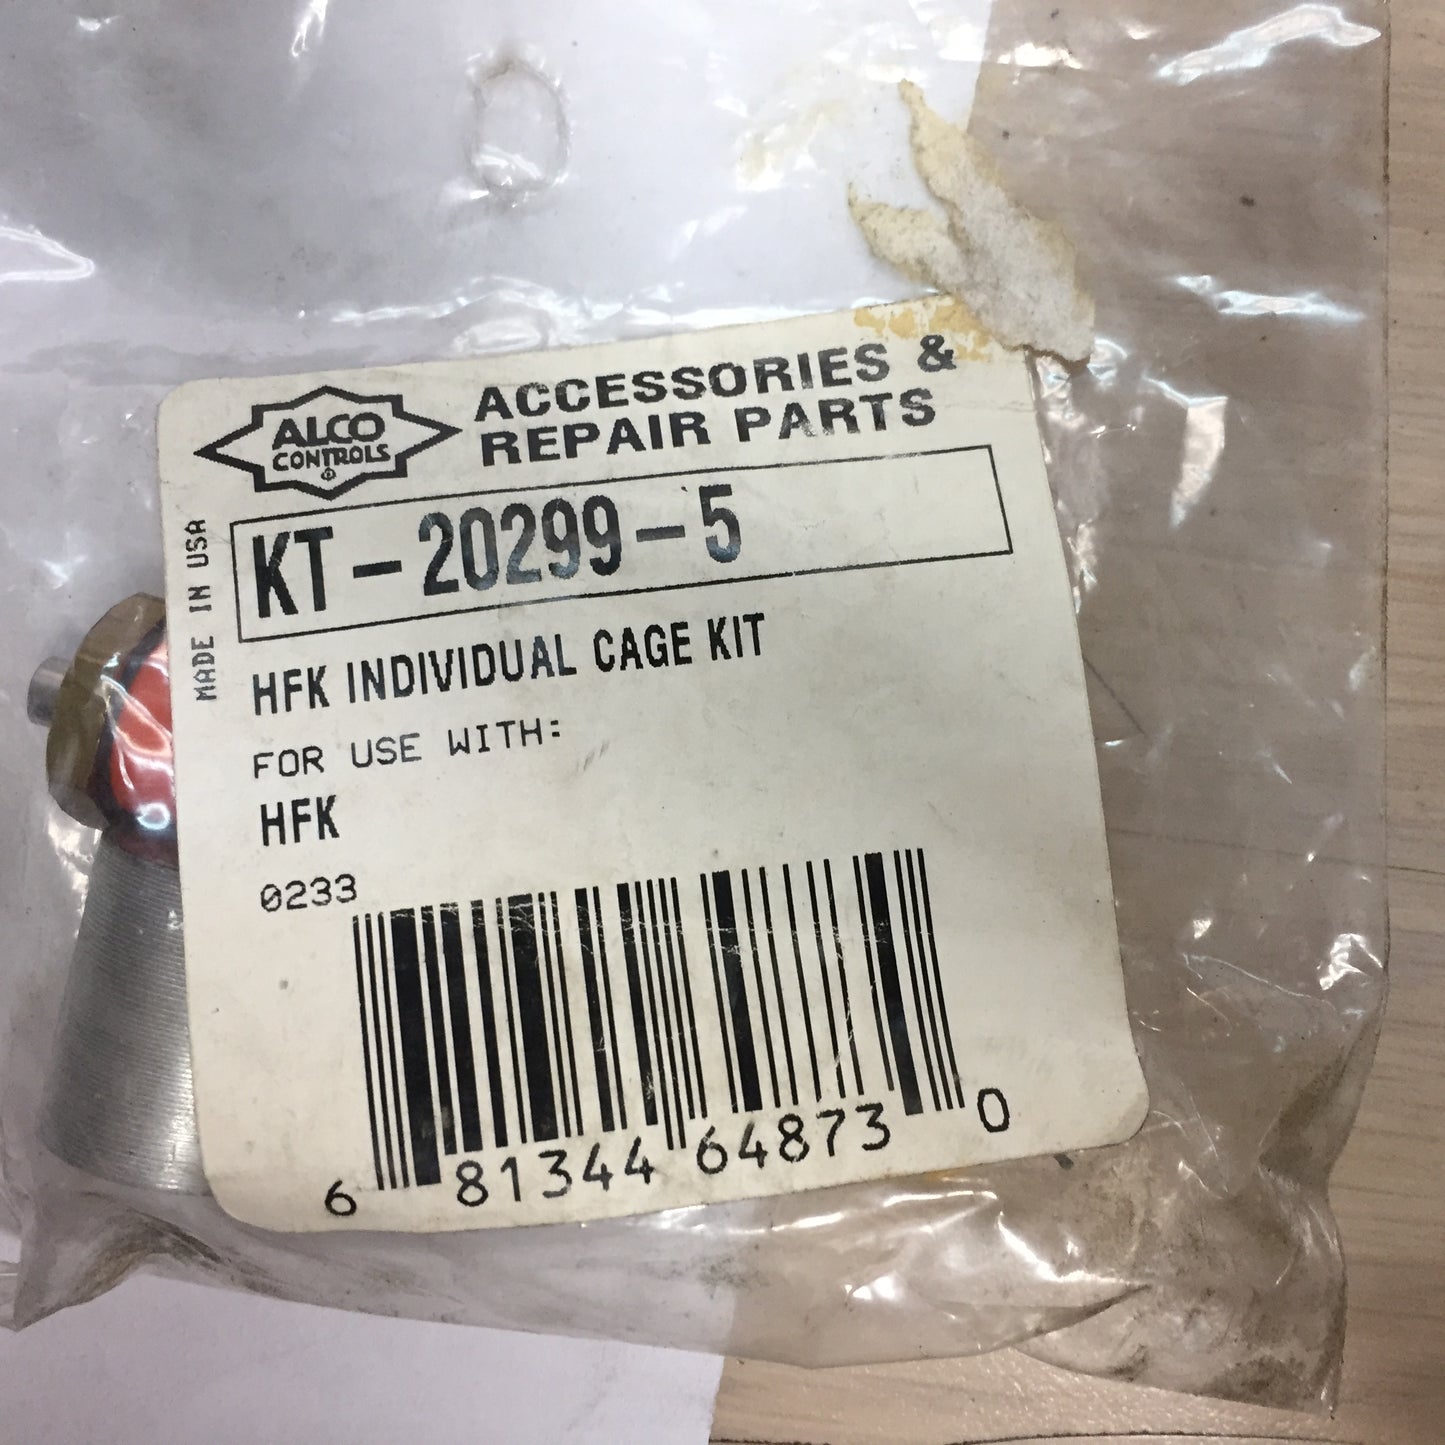 ALCO
CONTROLS
ACCESSORIES &
REPAIR PARTS
MADE IN USA
KT-20299-5
HFK INDIVIDUAL CAGE KIT
FOR USE WITH:
HFK
0233
6 81344 64873 0